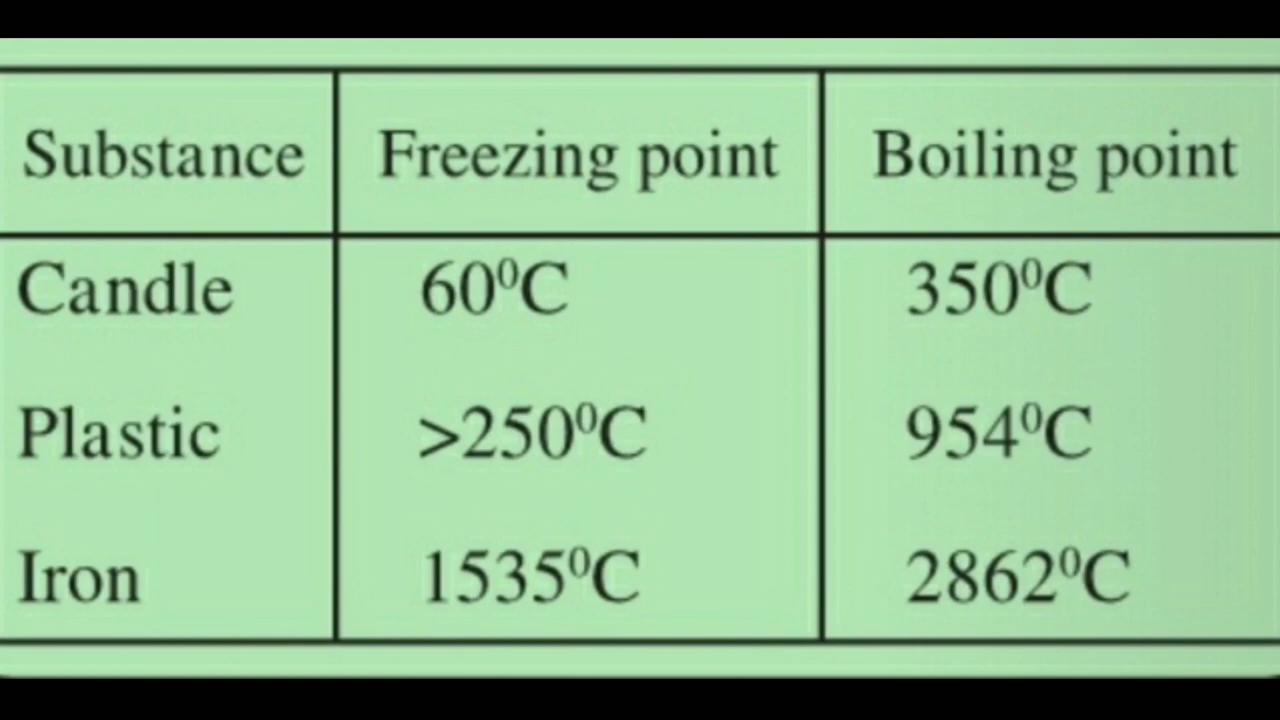 Substance Freezing point Boiling point
Candle 60⁰C 350⁰C
Plastic >250⁰C 954⁰C
Iron 1535⁰C 2862⁰C